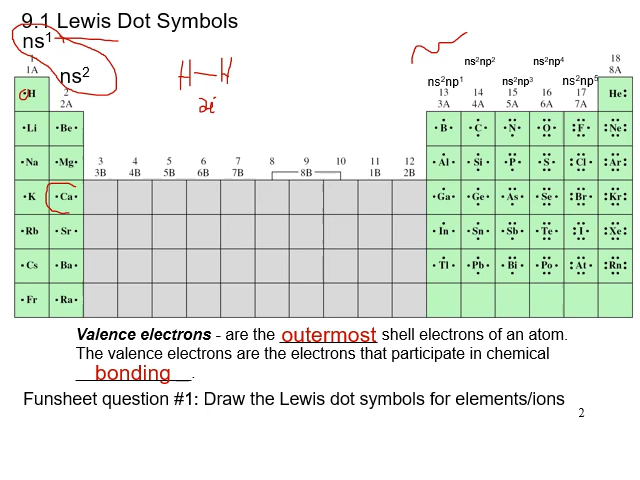 9.1 Lewis Dot Symbols
ns¹
ns²
H—H
2e
ns²np² ns²np⁴
ns²np¹ ns²np³ ns²np⁵
1 18
1A 8A
2 13 14 15 16 17
2A 3A 4A 5A 6A 7A
·H He:
·Li ·Be· ·B· ·C· ·N· ·O· :F· :Ne:
3 4 5 6 7 8 9 10 11 12
3B 4B 5B 6B 7B 8B 1B 2B
·Na ·Mg· ·Al· ·Si· ·P· ·S· :Cl· :Ar:
·K ·Ca· ·Ga· ·Ge· ·As· ·Se· :Br· :Kr:
·Rb ·Sr· ·In· ·Sn· ·Sb· ·Te· :I· :Xe:
·Cs ·Ba· ·Tl· ·Pb· ·Bi· ·Po· :At· :Rn:
·Fr ·Ra·
Valence electrons - are the outermost shell electrons of an atom.
The valence electrons are the electrons that participate in chemical
bonding.
Funsheet question #1: Draw the Lewis dot symbols for elements/ions
2